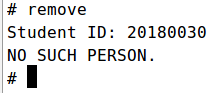 # remove
Student ID: 20180030
NO SUCH PERSON.
#